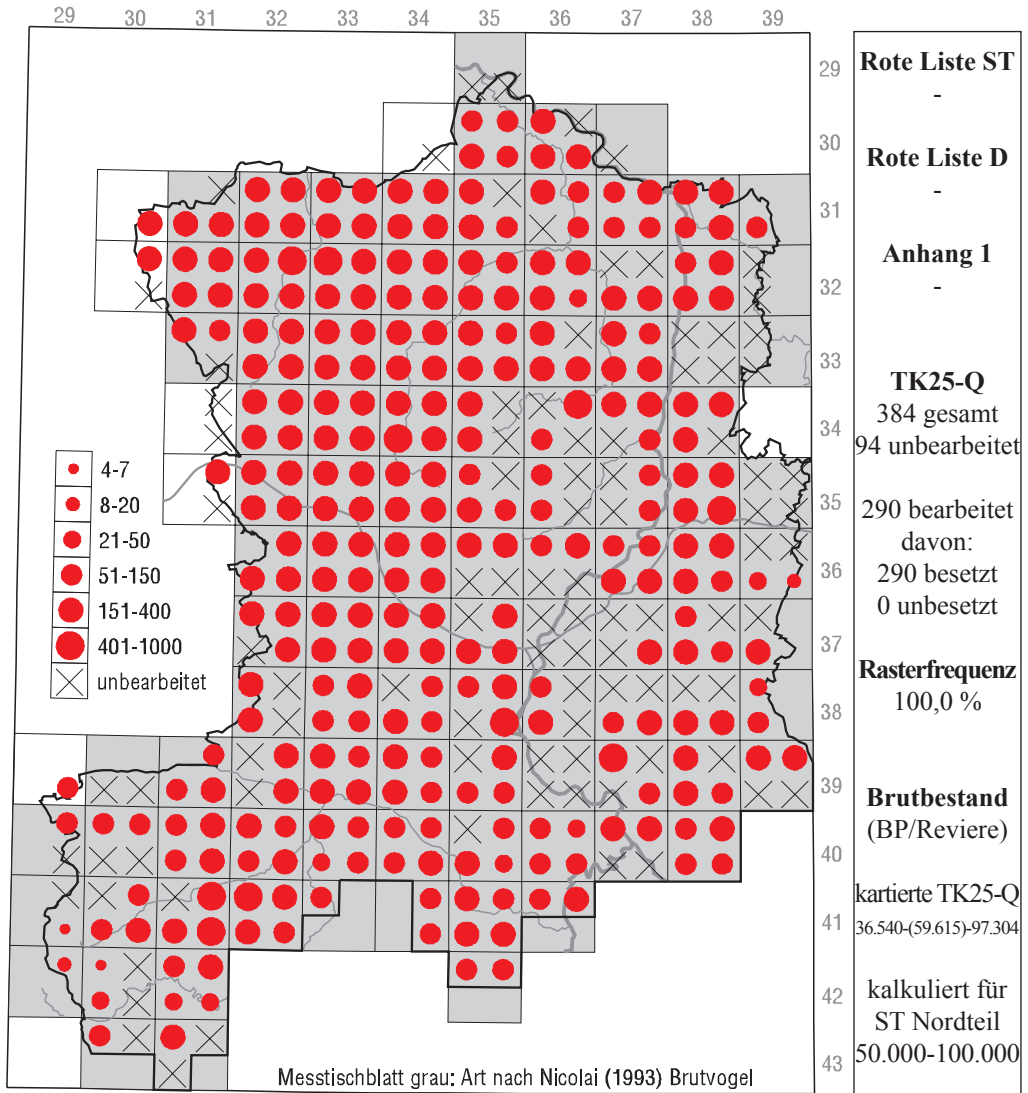 29 30 31 32 33 34 35 36 37 38 39
29
30
31
32
33
34
35
36
37
38
39
40
41
42
43
4-7
8-20
21-50
51-150
151-400
401-1000
unbearbeitet
Messtischblatt grau: Art nach Nicolai (1993) Brutvogel
Rote Liste ST
-
Rote Liste D
-
Anhang 1
-
TK25-Q
384 gesamt
94 unbearbeitet
290 bearbeitet
davon:
290 besetzt
0 unbesetzt
Rasterfrequenz
100,0 %
Brutbestand
(BP/Reviere)
kartierte TK25-Q
36.540-(59.615)-97.304
kalkuliert für
ST Nordteil
50.000-100.000